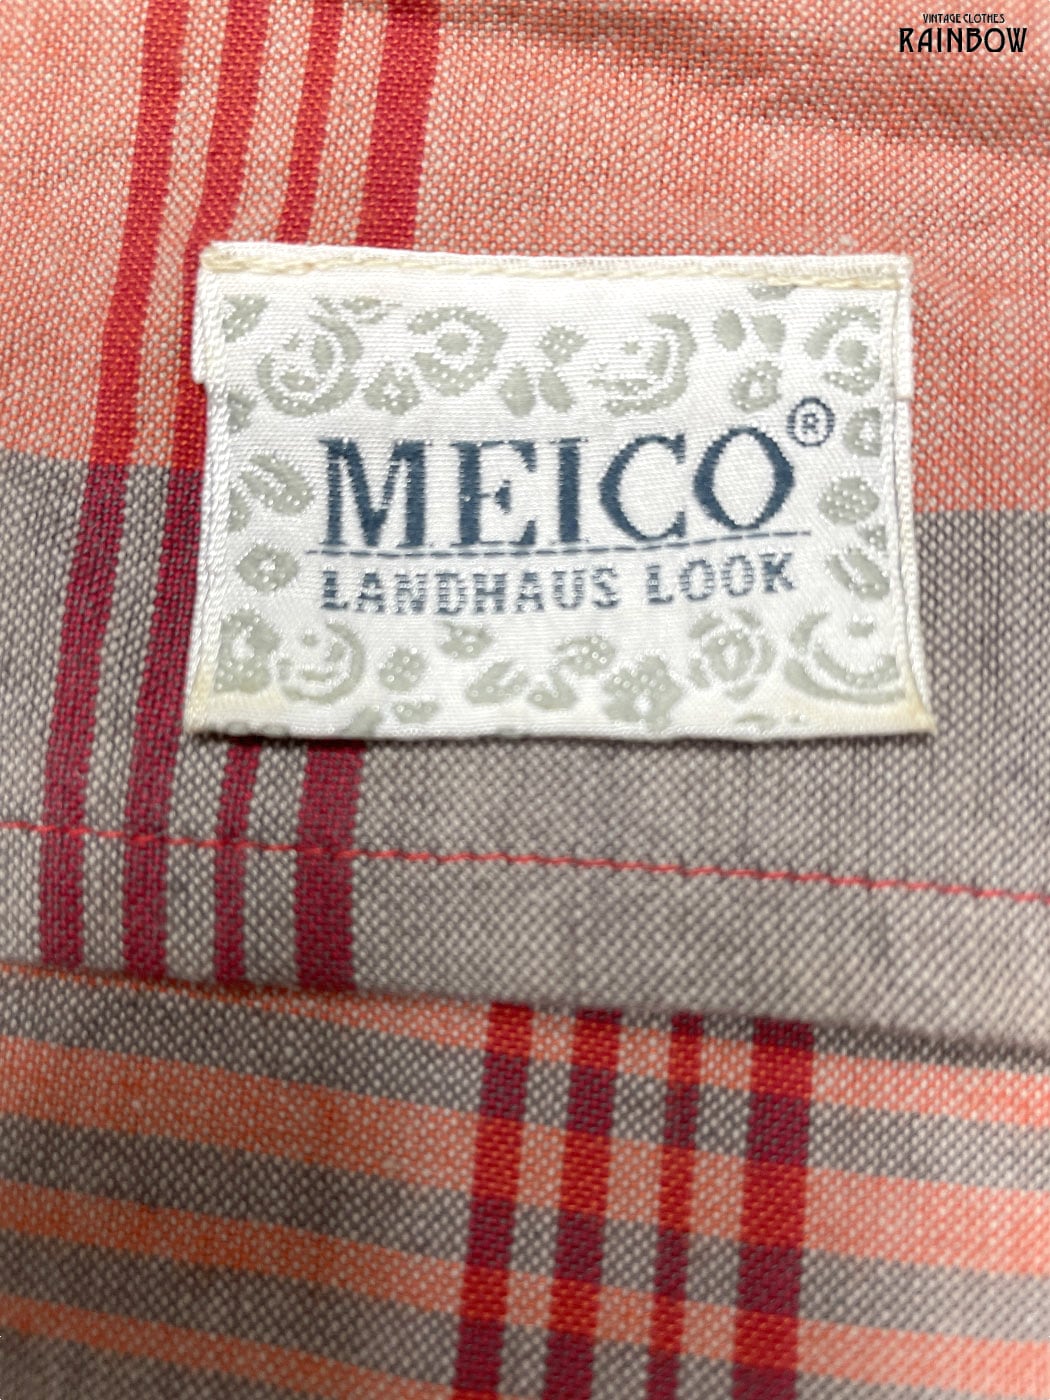 VINTAGE CLOTHES
RAINBOW
MEICO®
LANDHAUS LOOK